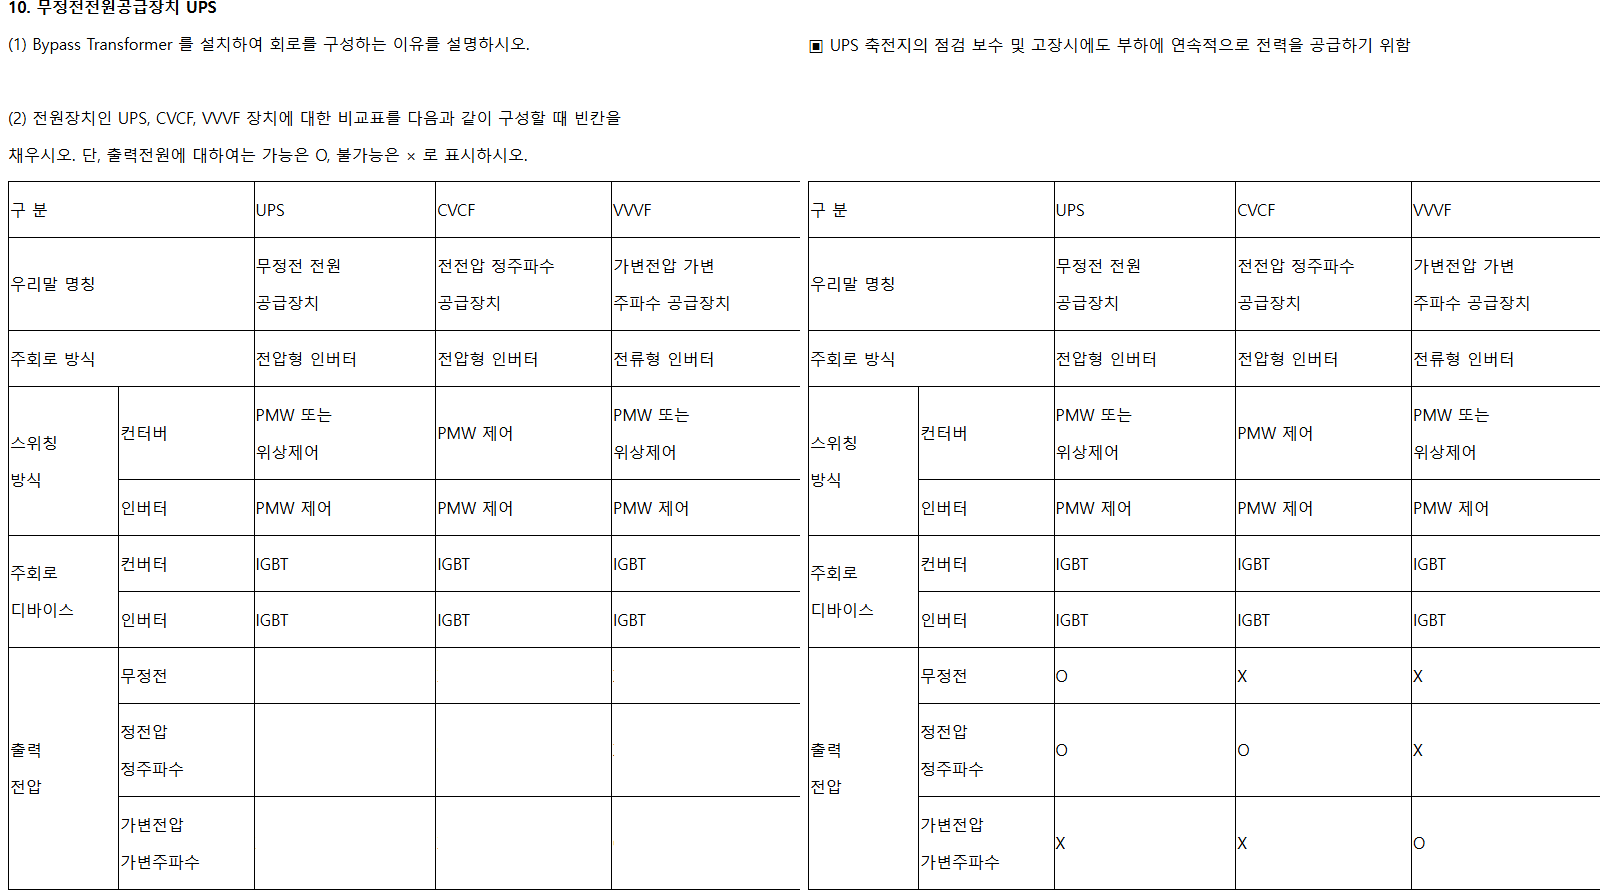 10. 무정전전원공급장치 UPS
(1) Bypass Transformer 를 설치하여 회로를 구성하는 이유를 설명하시오.
(2) 전원장치인 UPS, CVCF, VVVF 장치에 대한 비교표를 다음과 같이 구성할 때 빈칸을
채우시오. 단, 출력전원에 대하여는 가능은 O, 불가능은 × 로 표시하시오.
구 분 UPS CVCF VVVF
우리말 명칭 무정전 전원 공급장치 전전압 정주파수 공급장치 가변전압 가변 주파수 공급장치
주회로 방식 전압형 인버터 전압형 인버터 전류형 인버터
스위칭 방식 컨터버 PMW 또는 위상제어 PMW 제어 PMW 또는 위상제어
인버터 PMW 제어 PMW 제어 PMW 제어
주회로 디바이스 컨버터 IGBT IGBT IGBT
인버터 IGBT IGBT IGBT
출력 전압 무정전
정전압 정주파수
가변전압 가변주파수
▣ UPS 축전지의 점검 보수 및 고장시에도 부하에 연속적으로 전력을 공급하기 위함
구 분 UPS CVCF VVVF
우리말 명칭 무정전 전원 공급장치 전전압 정주파수 공급장치 가변전압 가변 주파수 공급장치
주회로 방식 전압형 인버터 전압형 인버터 전류형 인버터
스위칭 방식 컨터버 PMW 또는 위상제어 PMW 제어 PMW 또는 위상제어
인버터 PMW 제어 PMW 제어 PMW 제어
주회로 디바이스 컨버터 IGBT IGBT IGBT
인버터 IGBT IGBT IGBT
출력 전압 무정전 O X X
정전압 정주파수 O O X
가변전압 가변주파수 X X O